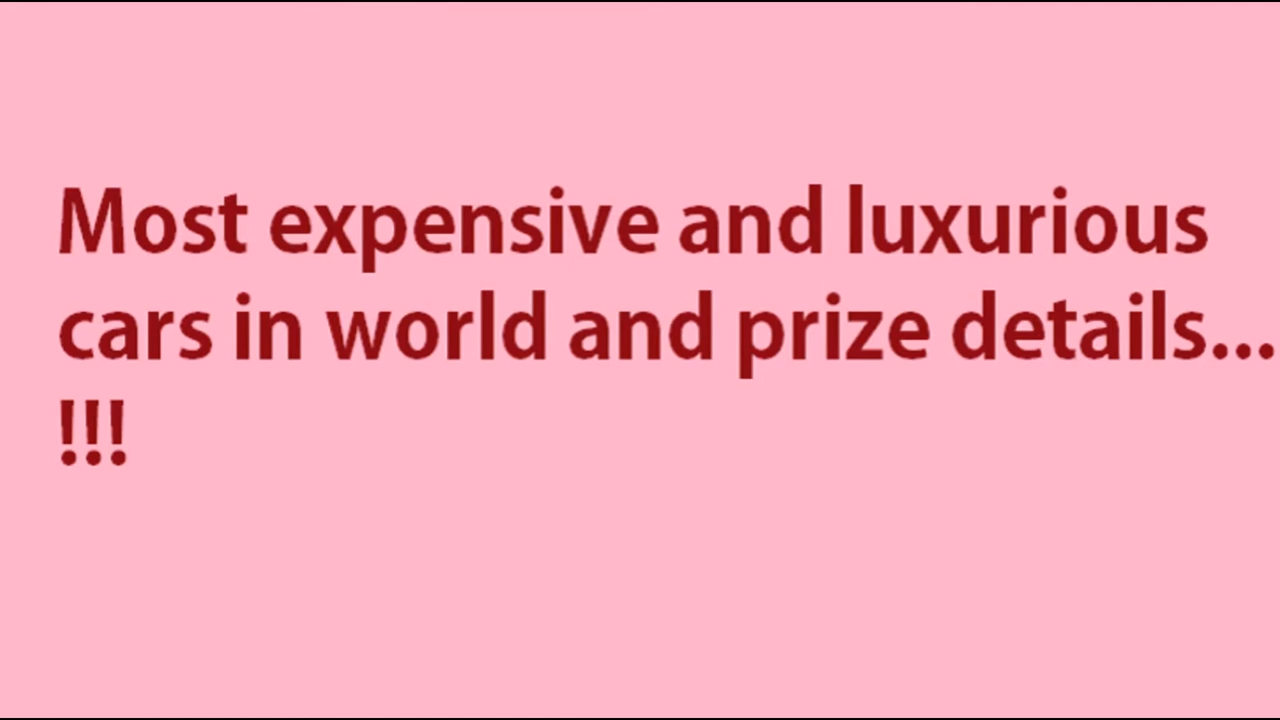 Most expensive and luxurious
cars in world and prize details...
!!!